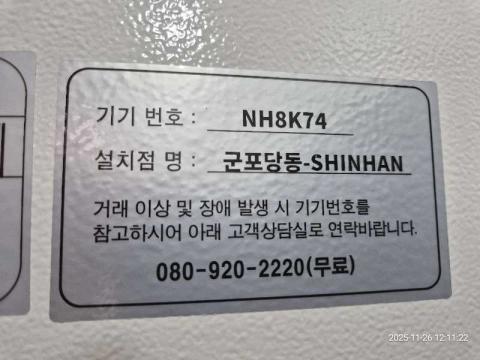 기기 번호 : NH8K74
설치점 명 : 군포당동-SHINHAN
거래 이상 및 장애 발생 시 기기번호를
참고하시어 아래 고객상담실로 연락바랍니다.
080-920-2220(무료)
2025-11-26 12:11:22